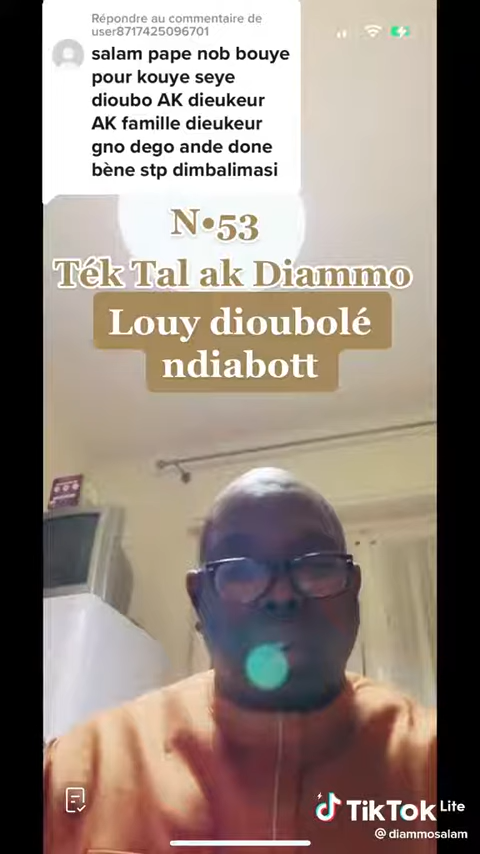 Répondre au commentaire de
user8717425096701
salam pape nob bouye
pour kouye seye
dioubo AK dieukeur
AK famille dieukeur
gno dego ande done
bène stp dimbalimasi
N•53
Ték Tal ak Diammo
Louy dioubolé
ndiabott
TikTok Lite
@diammosalam